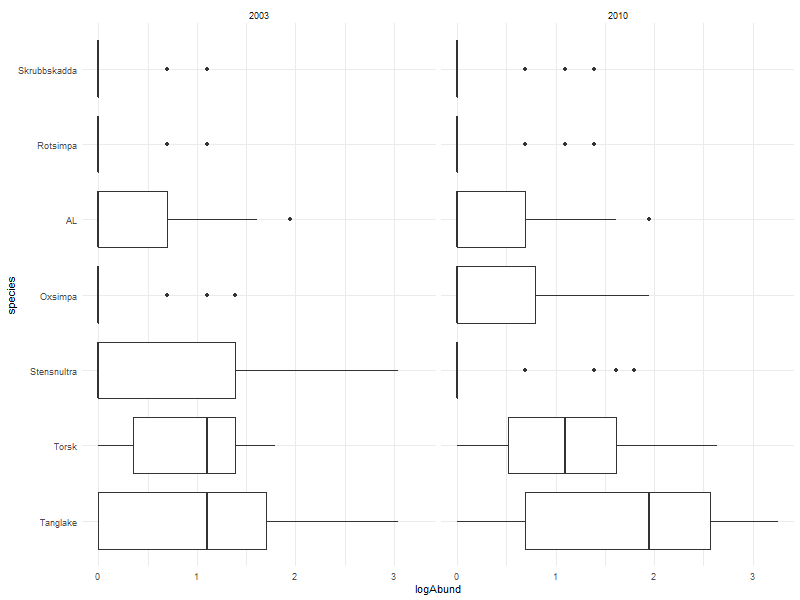 2003
2010
Skrubbskadda
Rotsimpa
AL
Oxsimpa
Stensnultra
Torsk
Tanglake
species
0 1 2 3
0 1 2 3
logAbund